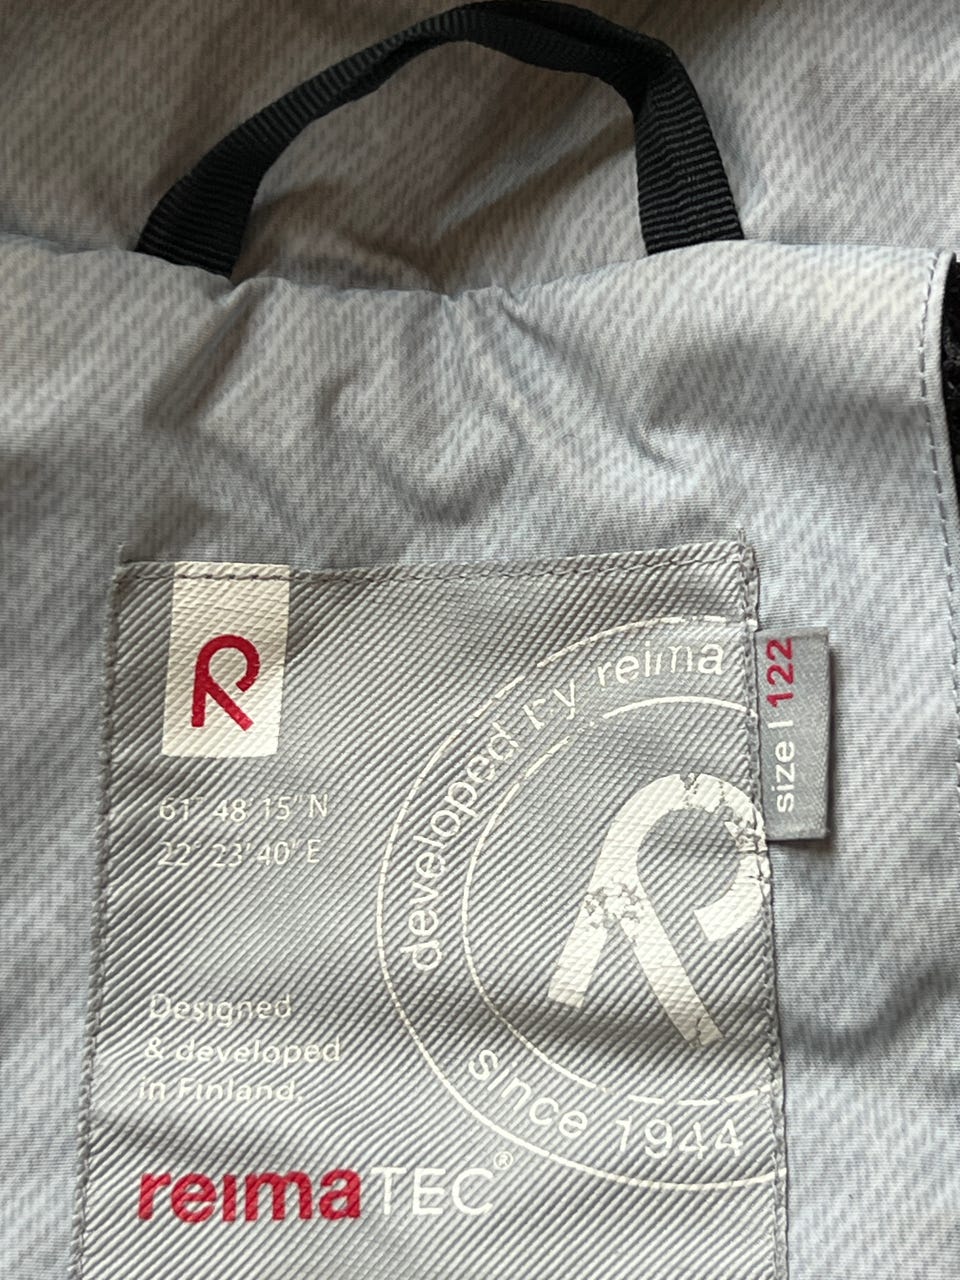 R
61° 48' 15" N
22° 23' 40" E
developed by reima
since 1944
size | 122
Designed
& developed
in Finland.
reimaTEC®